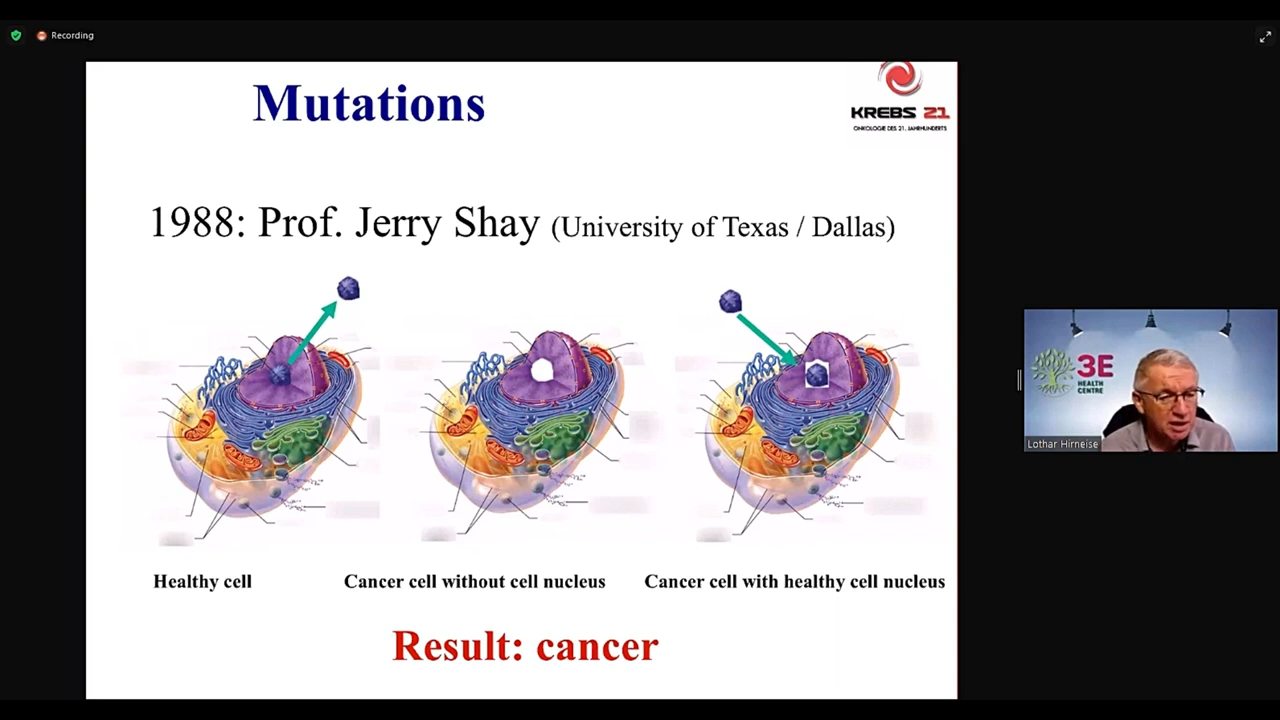 Recording
Mutations
KREBS 21
ONKOLOGIE DES 21. JAHRHUNDERTS
1988: Prof. Jerry Shay (University of Texas / Dallas)
3E
HEALTH
CENTRE
Lothar Hirneise
Healthy cell
Cancer cell without cell nucleus
Cancer cell with healthy cell nucleus
Result: cancer